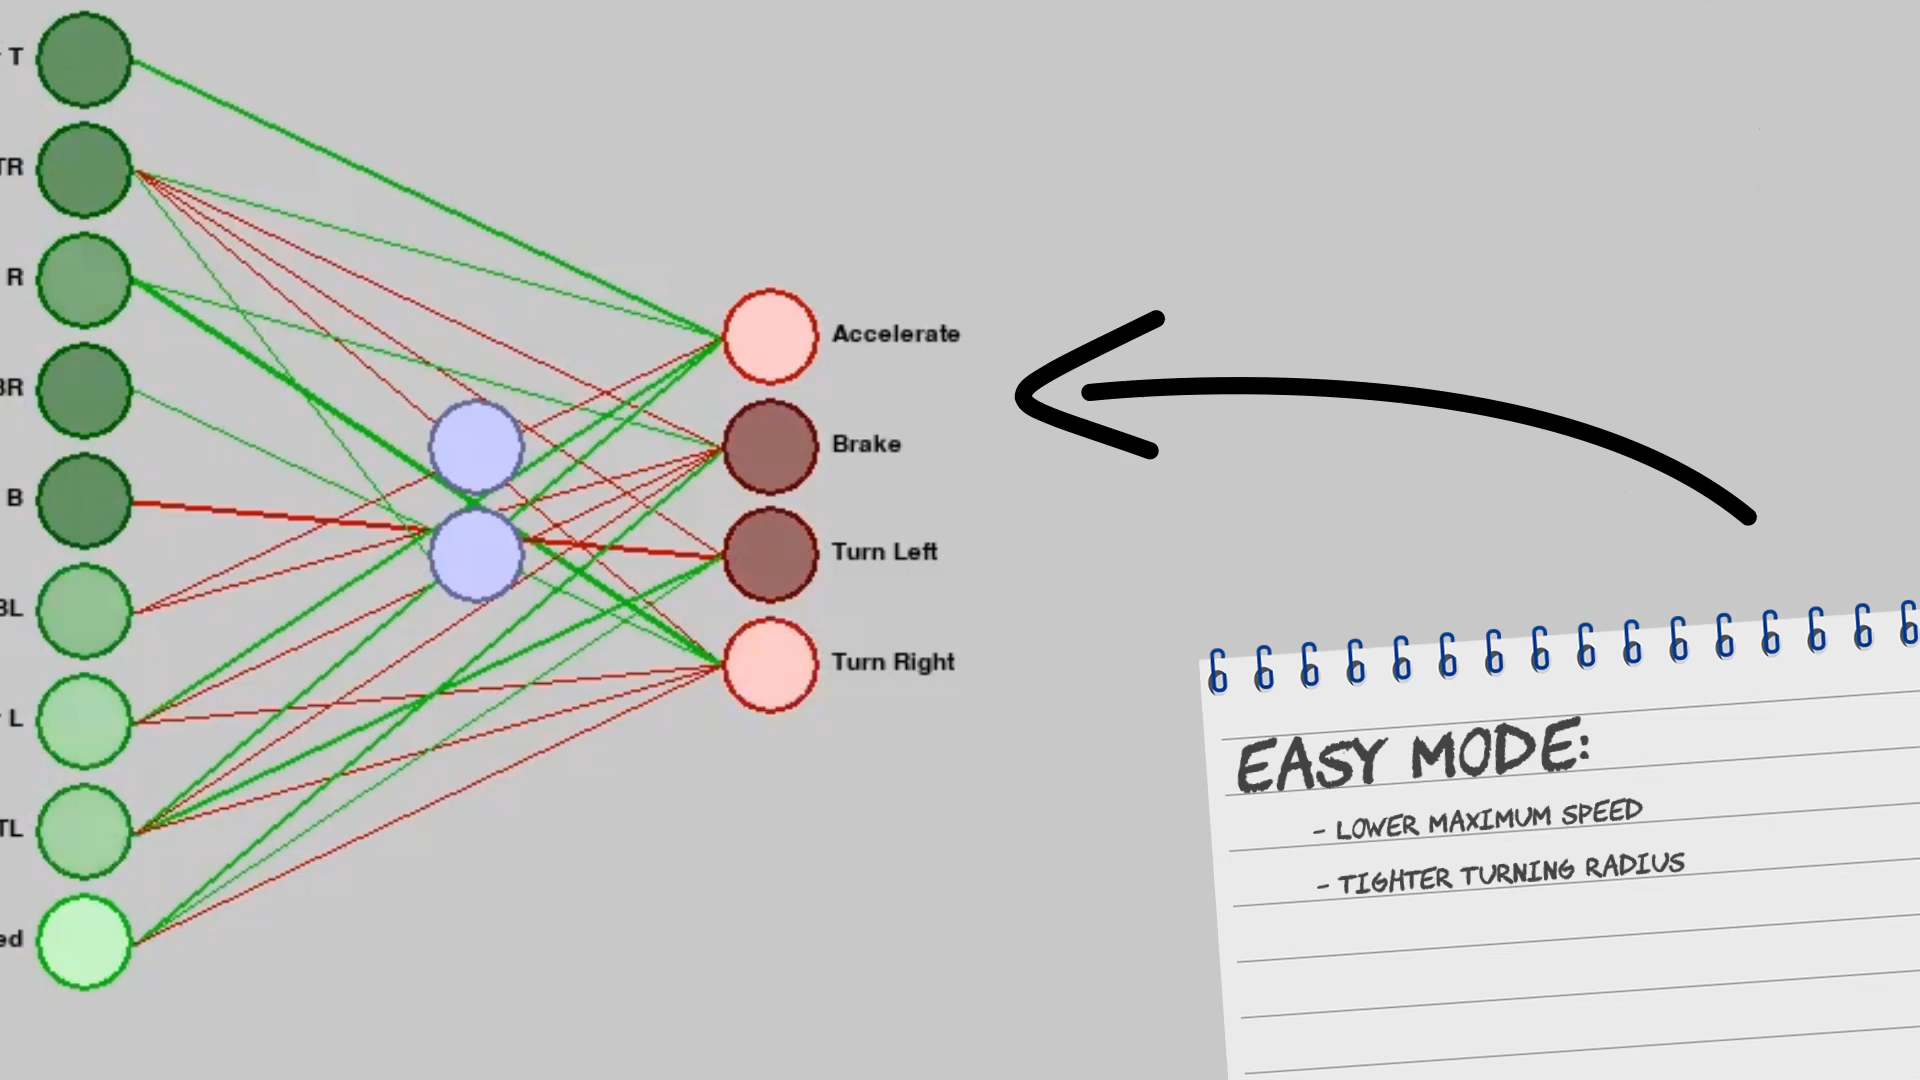 T
TR
R
BR
B
BL
L
TL
ed
Accelerate
Brake
Turn Left
Turn Right
EASY MODE:
- LOWER MAXIMUM SPEED
- TIGHTER TURNING RADIUS